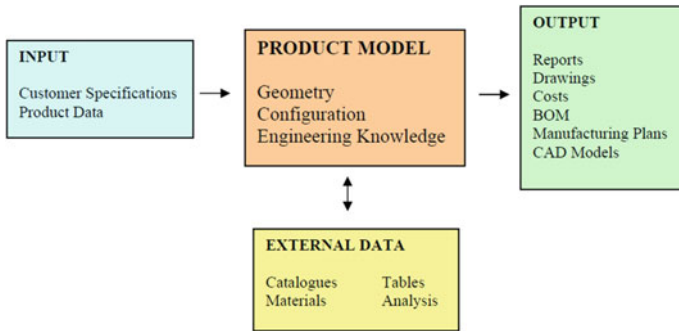 INPUT
Customer Specifications
Product Data
PRODUCT MODEL
Geometry
Configuration
Engineering Knowledge
OUTPUT
Reports
Drawings
Costs
BOM
Manufacturing Plans
CAD Models
EXTERNAL DATA
Catalogues Tables
Materials Analysis